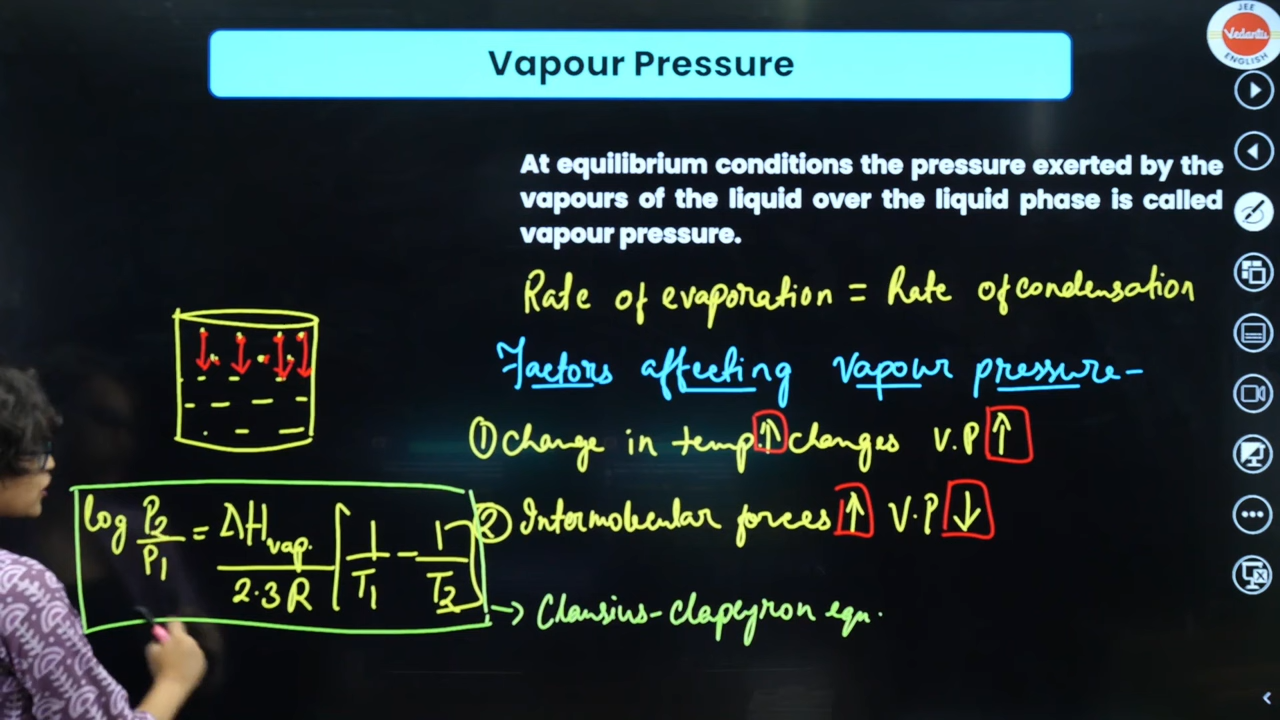 JEE
Vedantu
ENGLISH
Vapour Pressure
At equilibrium conditions the pressure exerted by the
vapours of the liquid over the liquid phase is called
vapour pressure.
Rate of evaporation = Rate of condensation
Factors affecting vapour pressure-
① Change in temp.↑ changes V.P ↑
② Intermolecular forces ↑ V.P ↓
log P₂/P₁ = ΔH_vap./2.3R [1/T₁ - 1/T₂]
→ Clausius-clapeyron eqn.